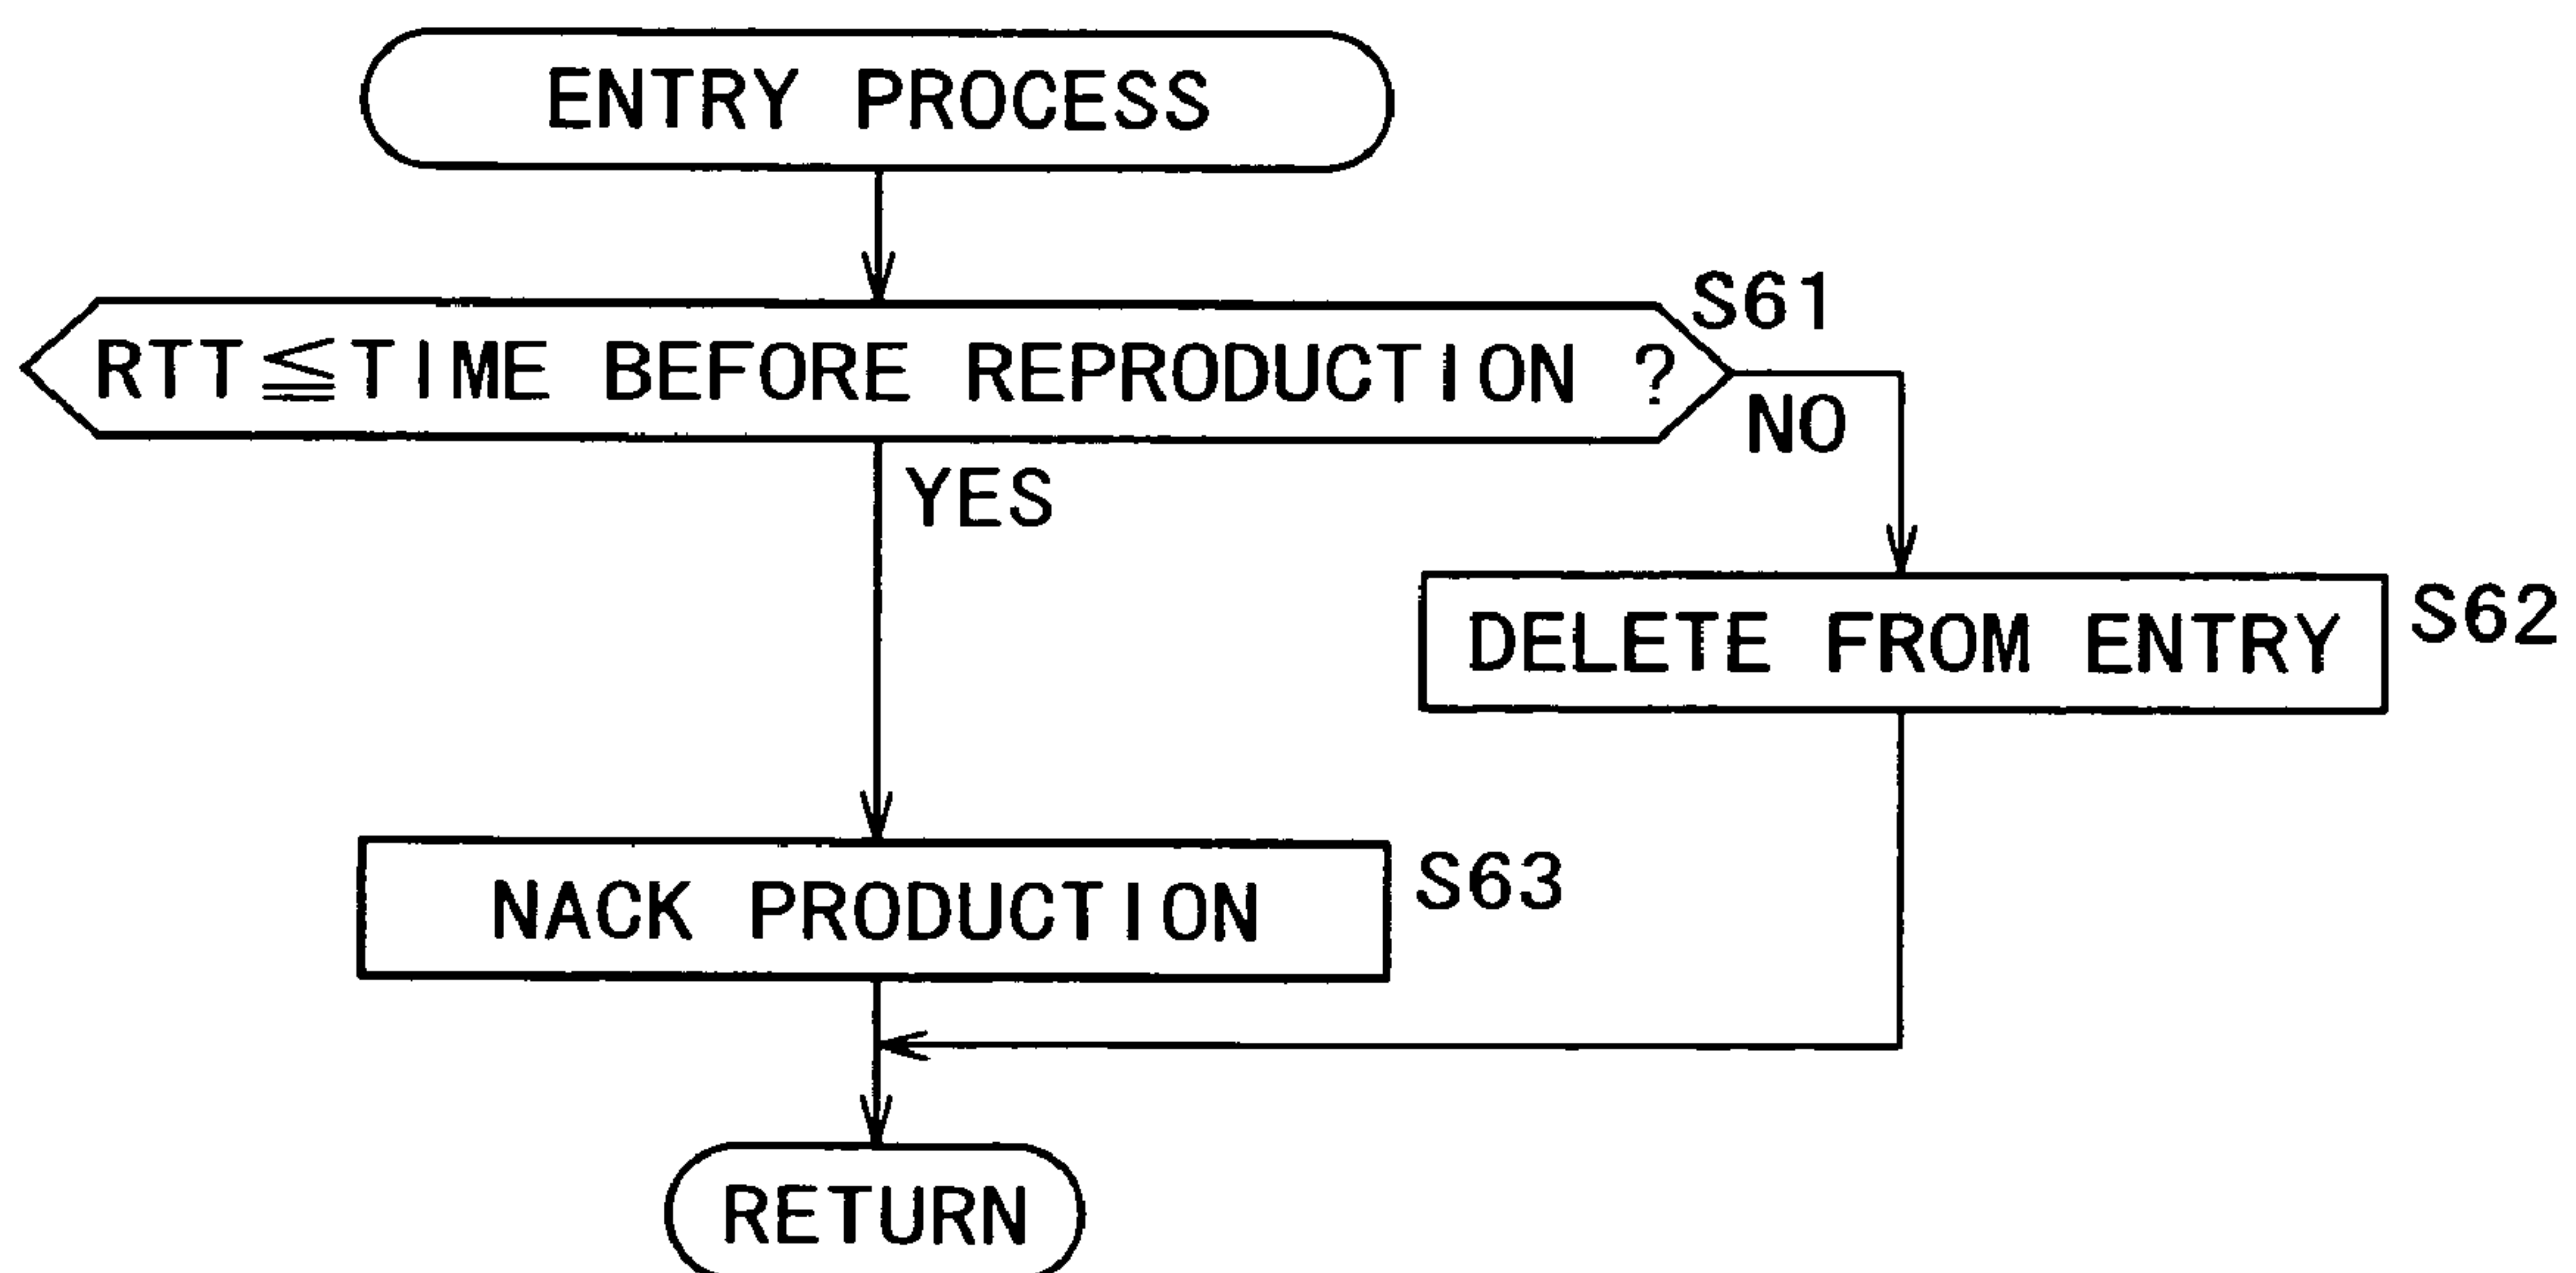 ENTRY PROCESS
S61
RTT≦TIME BEFORE REPRODUCTION ?
NO
YES
DELETE FROM ENTRY
S62
NACK PRODUCTION
S63
RETURN